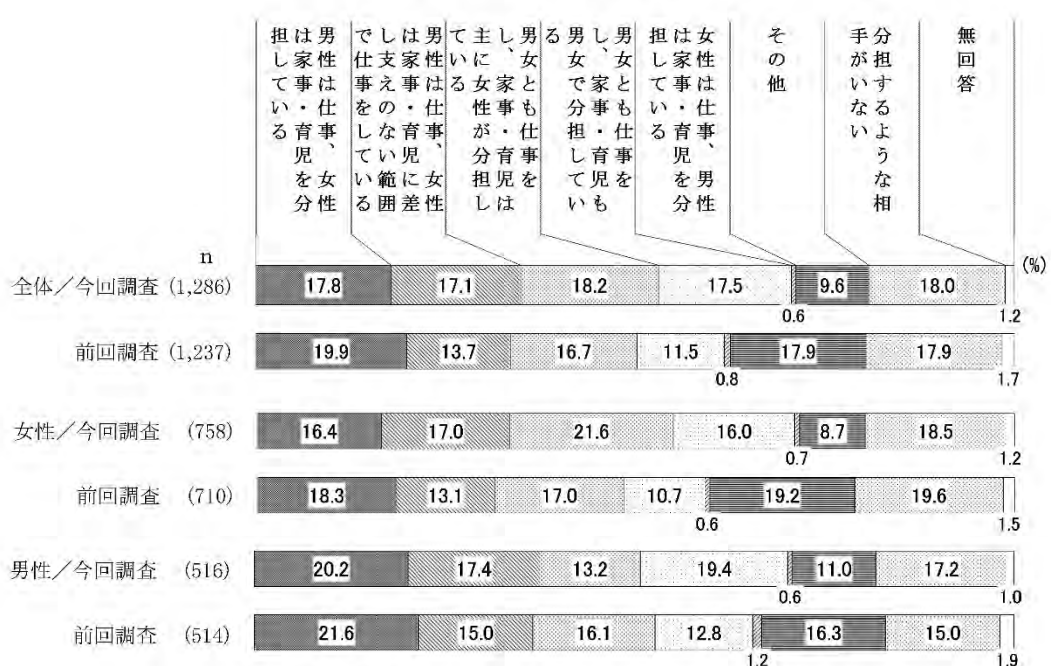 男性は仕事、女性
は家事・育児を分
担している
男性は仕事、女性
は家事・育児に差
し支えのない範囲
で仕事をしている
男女とも仕事を
し、家事・育児は
主に女性が分担し
ている
男女とも仕事を
し、家事・育児も
男女で分担してい
る
女性は仕事、男性
は家事・育児を分
担している
その他
分担するような相
手がいない
無回答
n
(%)
全体／今回調査 (1,286) 17.8 17.1 18.2 17.5 0.6 9.6 18.0 1.2
前回調査 (1,237) 19.9 13.7 16.7 11.5 0.8 17.9 17.9 1.7
女性／今回調査 (758) 16.4 17.0 21.6 16.0 0.7 8.7 18.5 1.2
前回調査 (710) 18.3 13.1 17.0 10.7 0.6 19.2 19.6 1.5
男性／今回調査 (516) 20.2 17.4 13.2 19.4 0.6 11.0 17.2 1.0
前回調査 (514) 21.6 15.0 16.1 12.8 1.2 16.3 15.0 1.9